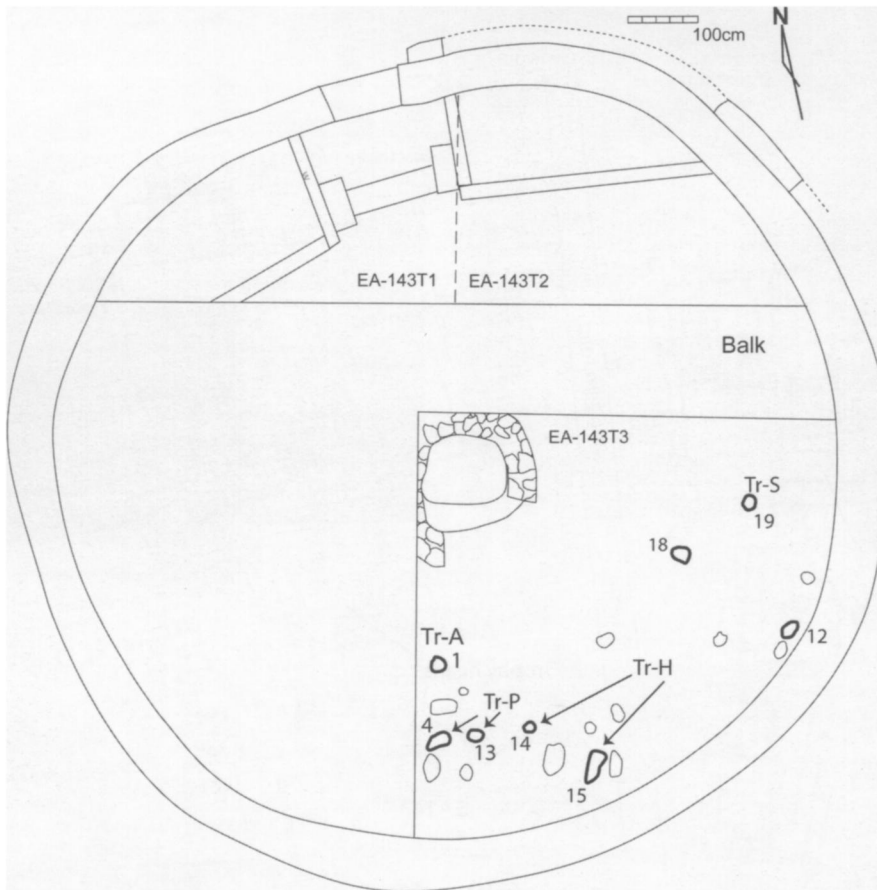 N
100cm
EA-143T1
EA-143T2
Balk
EA-143T3
Tr-S
19
18
12
Tr-A
1
Tr-H
Tr-P
4
13
14
15